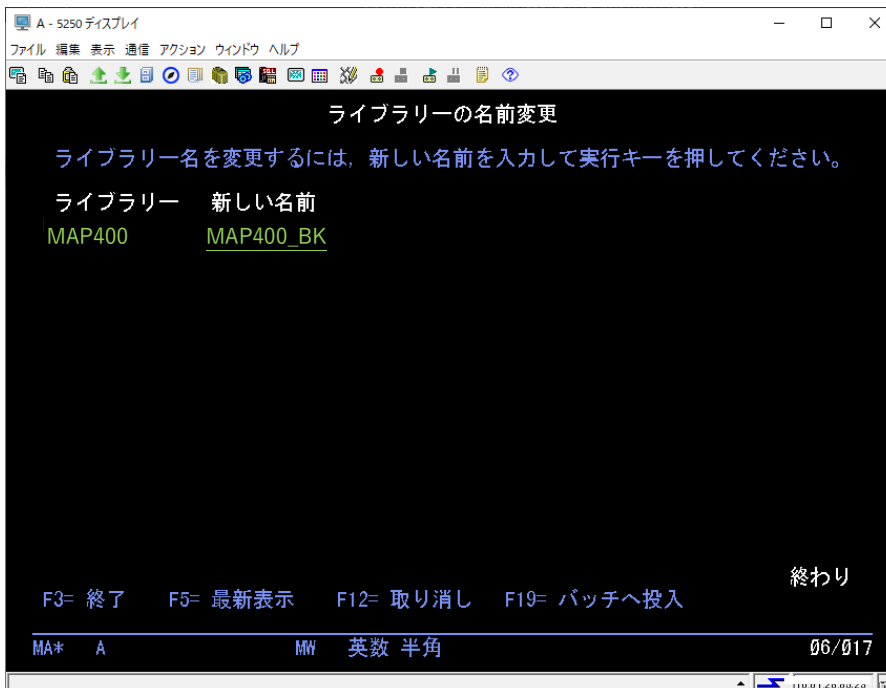 A - 5250 ディスプレイ
ファイル 編集 表示 通信 アクション ウィンドウ ヘルプ
ライブラリーの名前変更
ライブラリー名を変更するには, 新しい名前を入力して実行キーを押してください。
ライブラリー 新しい名前
MAP400 MAP400_BK
終わり
F3= 終了 F5= 最新表示 F12= 取り消し F19= バッチへ投入
MA* A MW 英数 半角 06/017